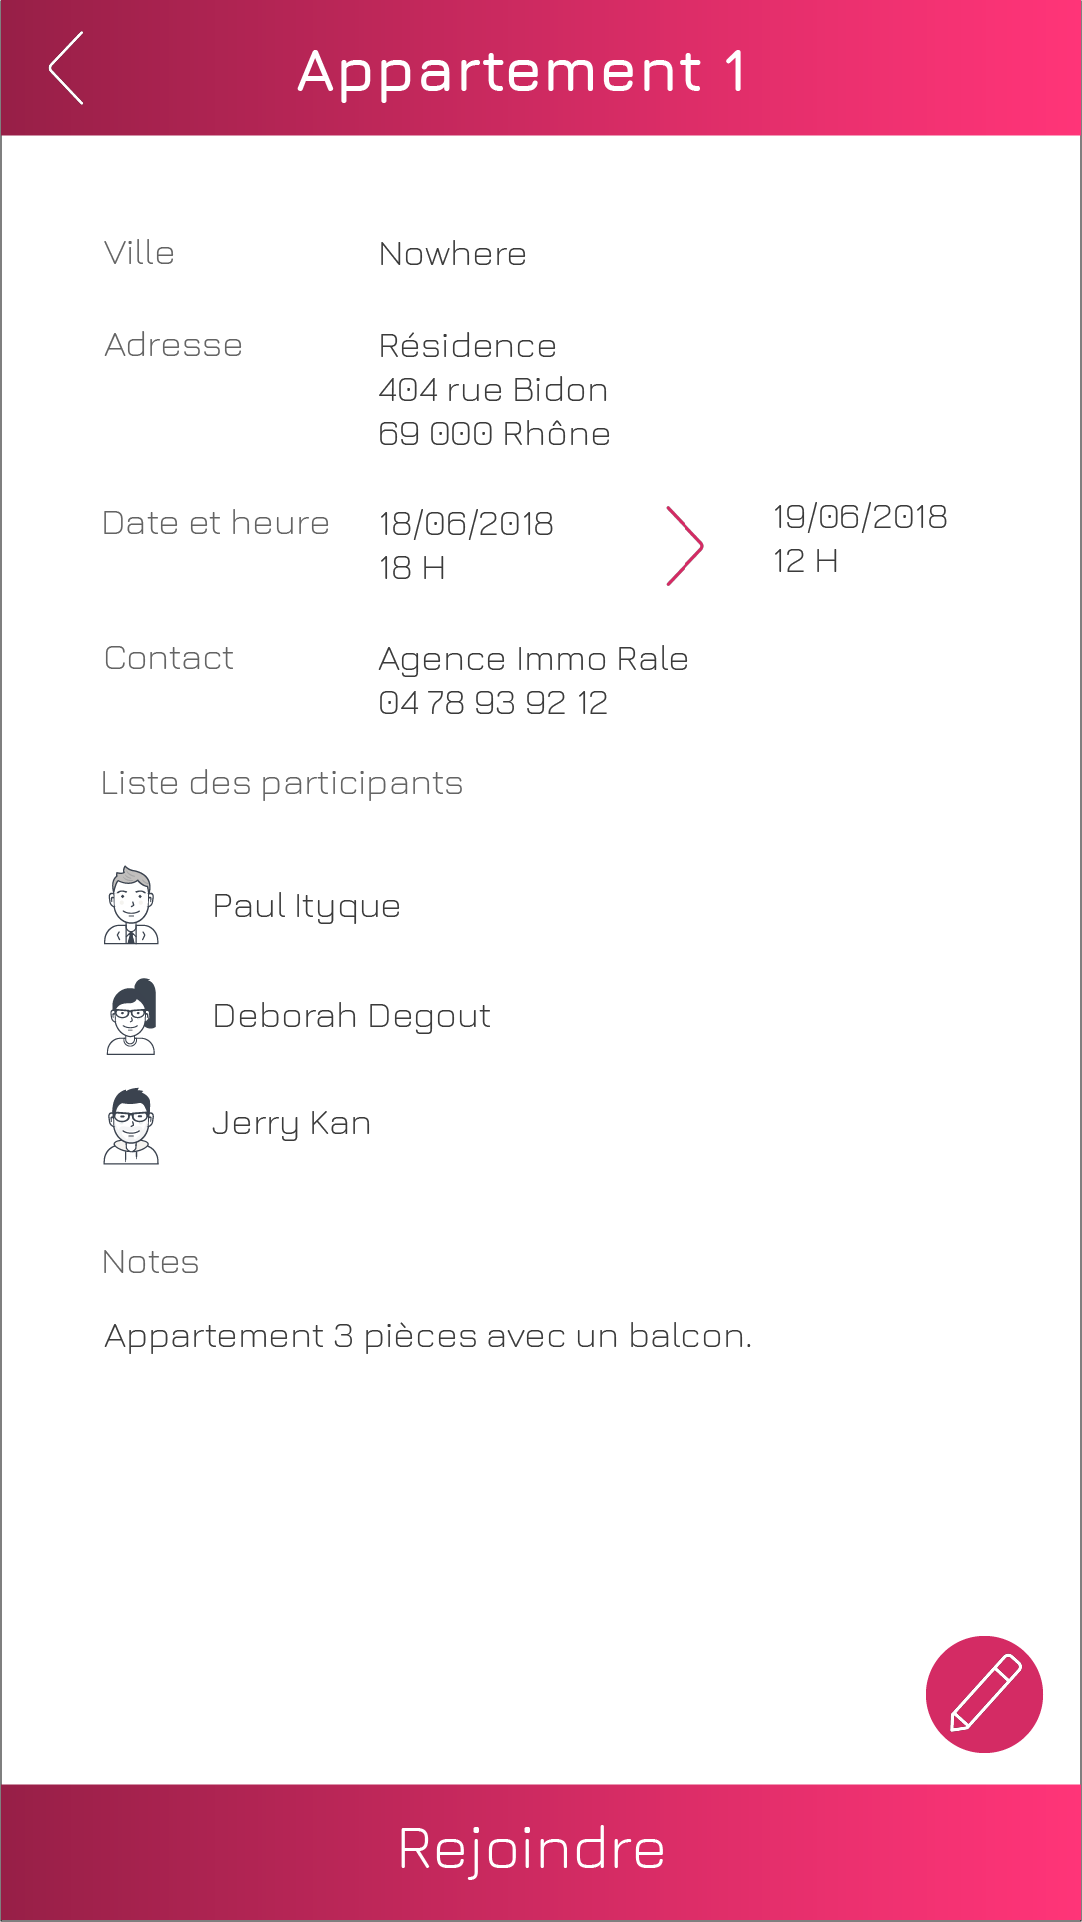 Appartement 1
Ville
Nowhere
Adresse
Résidence
404 rue Bidon
69 000 Rhône
Date et heure
18/06/2018
18 H
19/06/2018
12 H
Contact
Agence Immo Rale
04 78 93 92 12
Liste des participants
Paul Ityque
Deborah Degout
Jerry Kan
Notes
Appartement 3 pièces avec un balcon.
Rejoindre